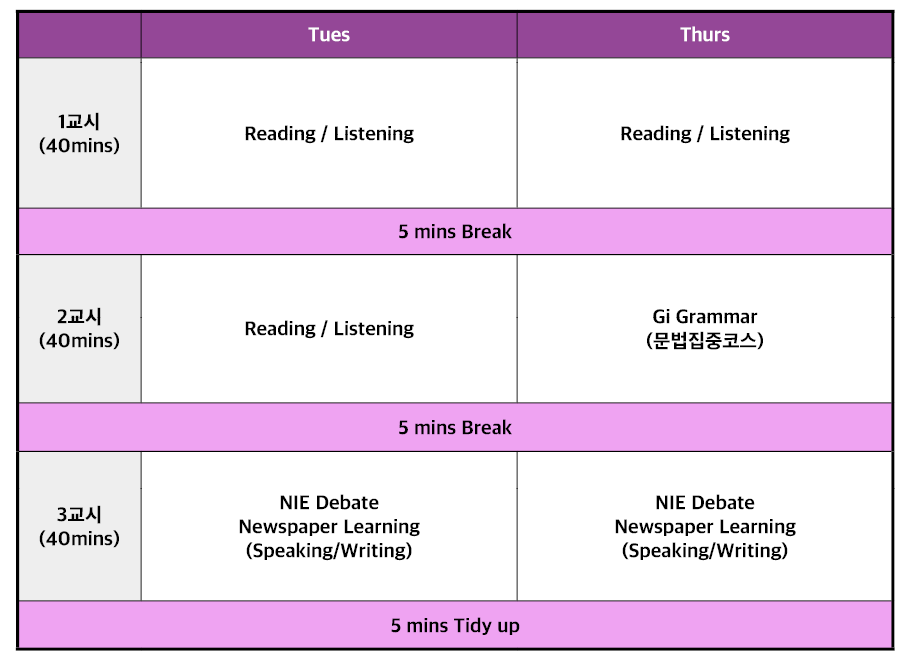 Tues
Thurs
1교시
(40mins)
Reading / Listening
Reading / Listening
5 mins Break
2교시
(40mins)
Reading / Listening
Gi Grammar
(문법집중코스)
5 mins Break
3교시
(40mins)
NIE Debate
Newspaper Learning
(Speaking/Writing)
NIE Debate
Newspaper Learning
(Speaking/Writing)
5 mins Tidy up